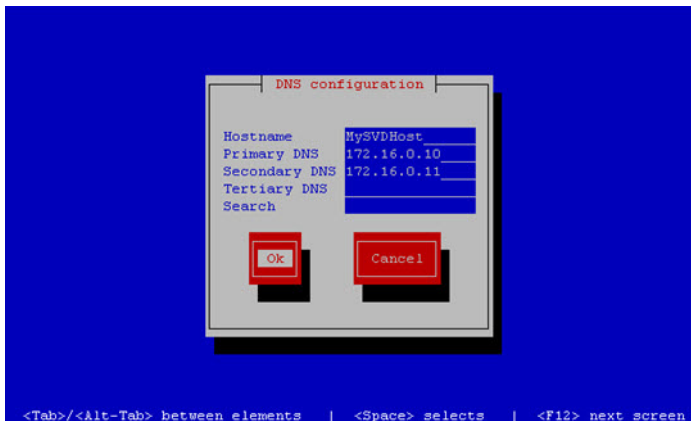 DNS configuration
Hostname MySVDHost
Primary DNS 172.16.0.10
Secondary DNS 172.16.0.11
Tertiary DNS
Search
Ok Cancel
<Tab>/<Alt-Tab> between elements | <Space> selects | <F12> next screen